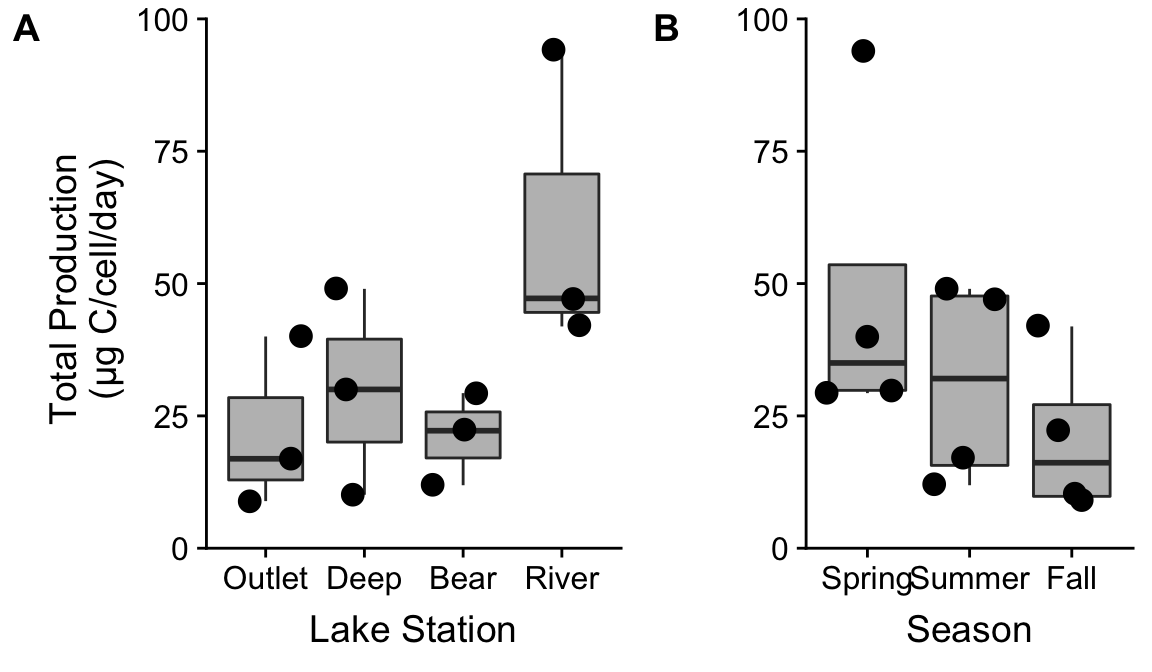 A
100
75
50
25
0
Total Production
(µg C/cell/day)
Outlet Deep Bear River
Lake Station
B
100
75
50
25
0
Spring Summer Fall
Season